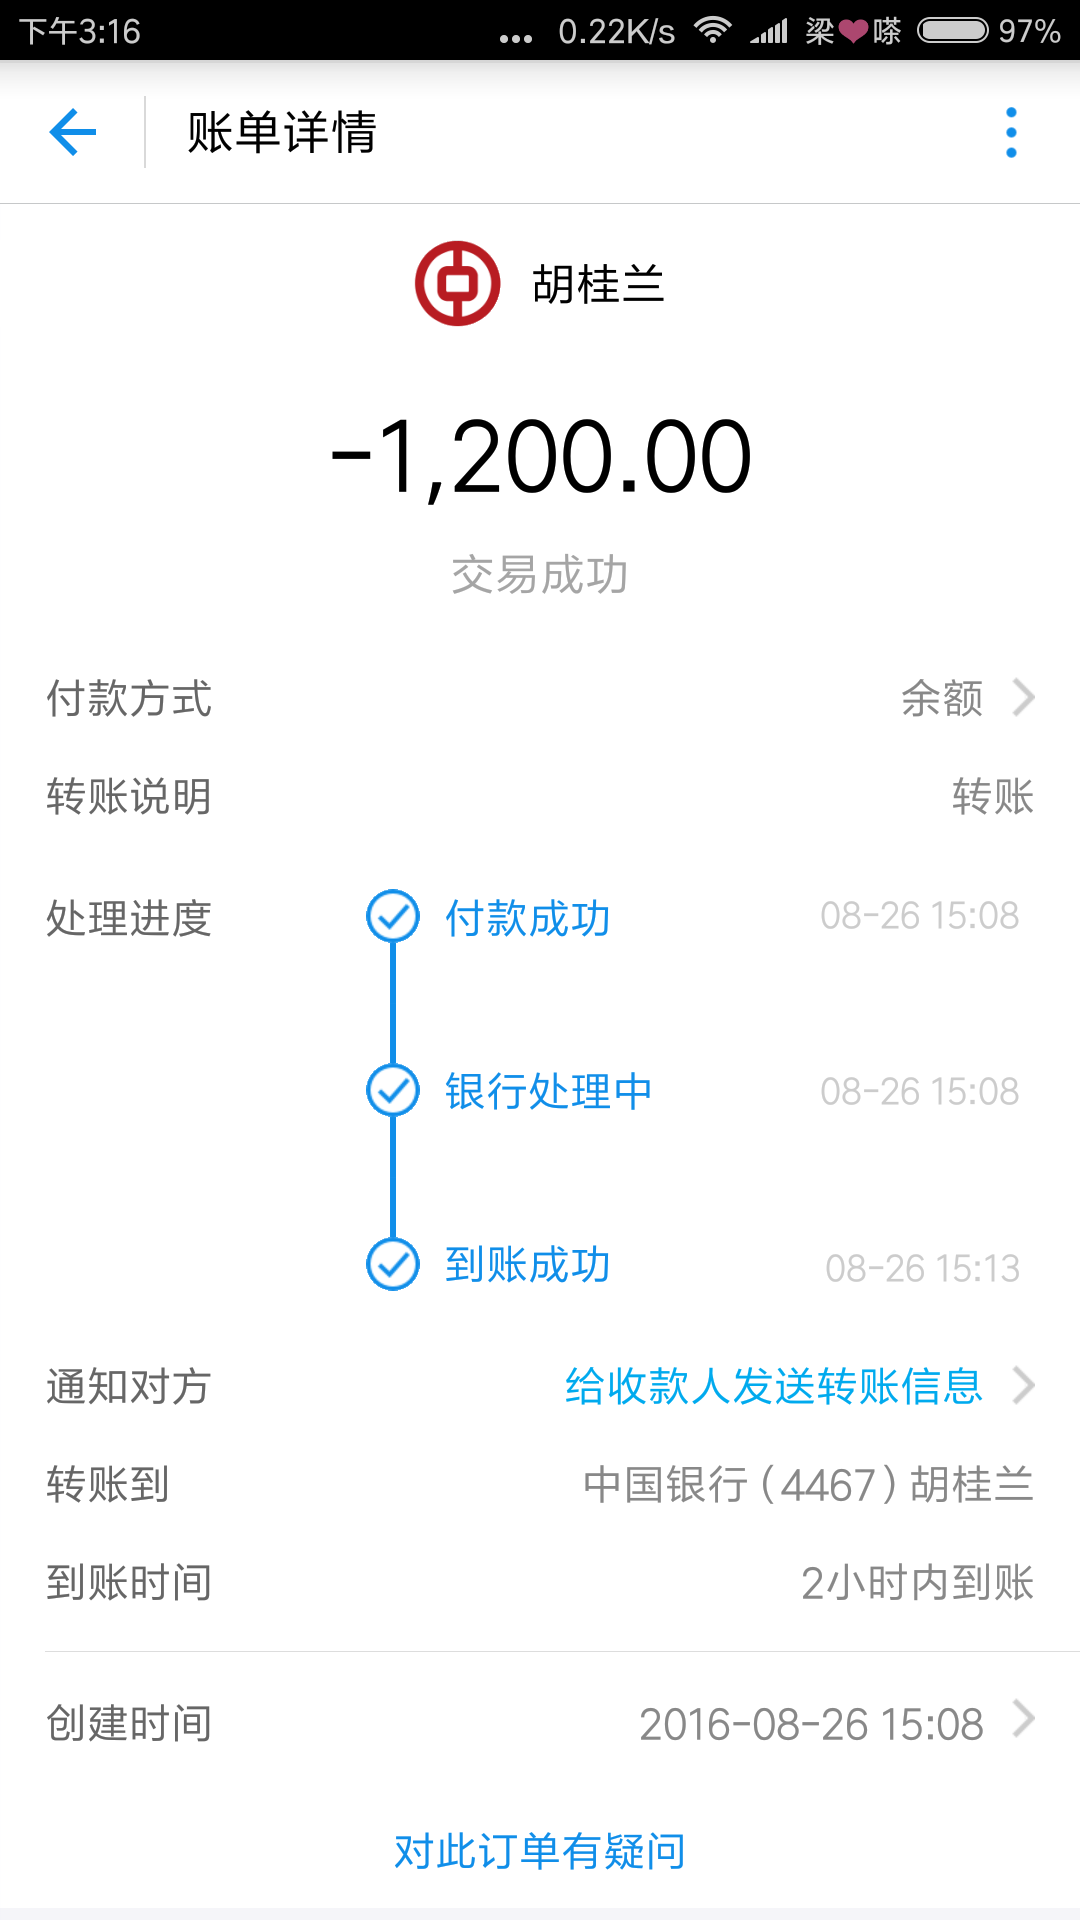 下午3:16 ... 0.22K/s 梁❤嗏 97%
账单详情
胡桂兰
-1,200.00
交易成功
付款方式 余额
转账说明 转账
处理进度 付款成功 08-26 15:08
银行处理中 08-26 15:08
到账成功 08-26 15:13
通知对方 给收款人发送转账信息
转账到 中国银行（4467）胡桂兰
到账时间 2小时内到账
创建时间 2016-08-26 15:08
对此订单有疑问